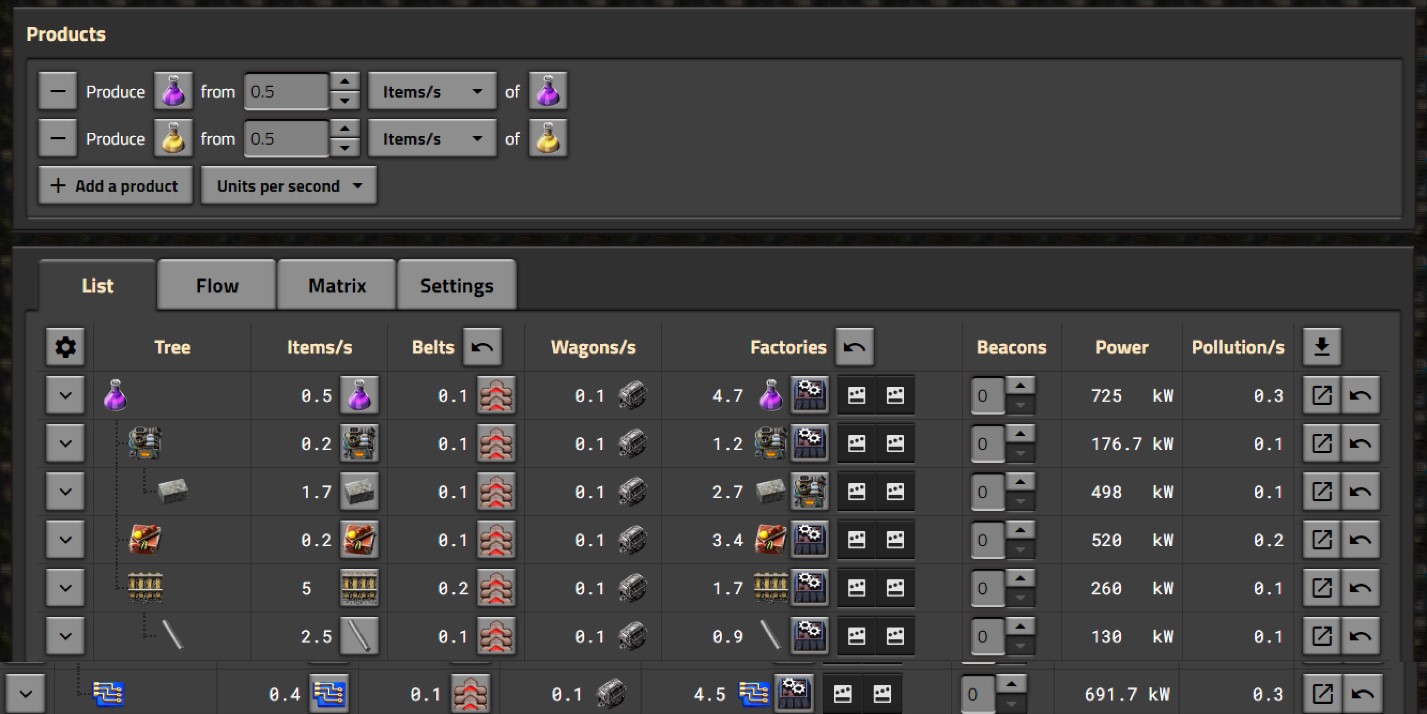 Products
Produce from 0.5 Items/s of
Produce from 0.5 Items/s of
+ Add a product Units per second
List Flow Matrix Settings
Tree Items/s Belts Wagons/s Factories Beacons Power Pollution/s
0.5 0.1 0.1 4.7 0 725 kW 0.3
0.2 0.1 0.1 1.2 0 176.7 kW 0.1
1.7 0.1 0.1 2.7 0 498 kW 0.1
0.2 0.1 0.1 3.4 0 520 kW 0.2
5 0.2 0.1 1.7 0 260 kW 0.1
2.5 0.1 0.1 0.9 0 130 kW 0.1
0.4 0.1 0.1 4.5 0 691.7 kW 0.3